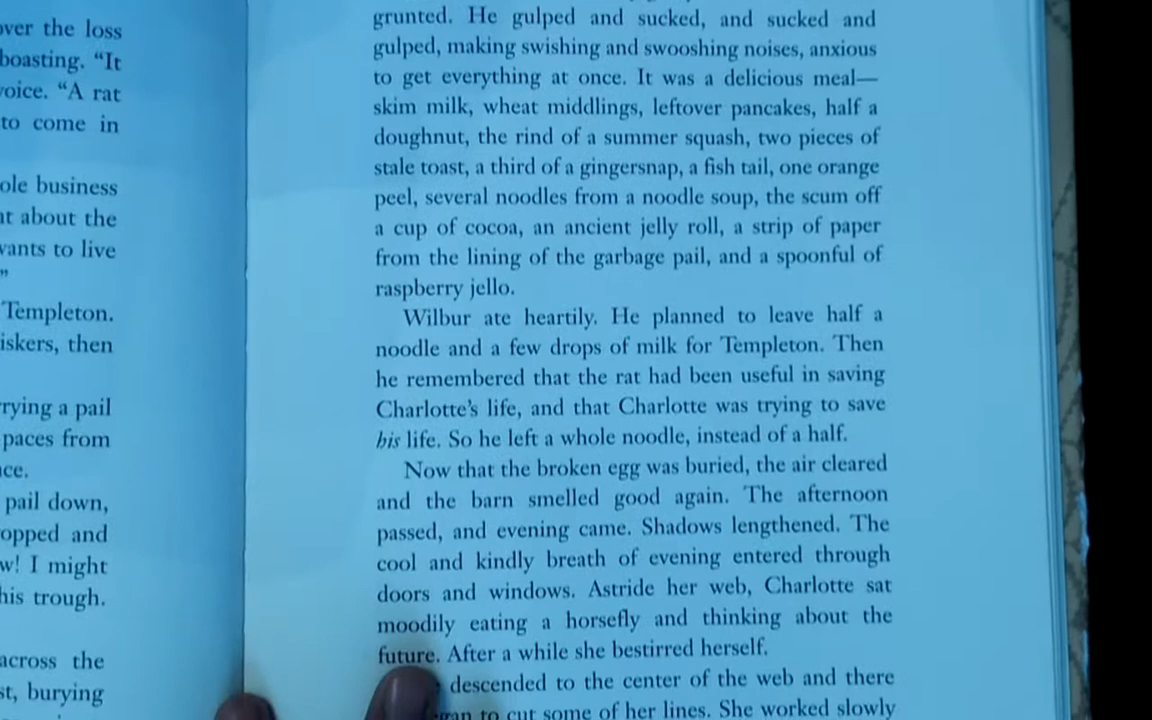 over the loss
boasting. “It
voice. “A rat
to come in
ole business
at about the
wants to live
”
Templeton.
iskers, then
rrying a pail
paces from
ce.
pail down,
opped and
w! I might
his trough.
across the
st, burying
grunted. He gulped and sucked, and sucked and
gulped, making swishing and swooshing noises, anxious
to get everything at once. It was a delicious meal—
skim milk, wheat middlings, leftover pancakes, half a
doughnut, the rind of a summer squash, two pieces of
stale toast, a third of a gingersnap, a fish tail, one orange
peel, several noodles from a noodle soup, the scum off
a cup of cocoa, an ancient jelly roll, a strip of paper
from the lining of the garbage pail, and a spoonful of
raspberry jello.
Wilbur ate heartily. He planned to leave half a
noodle and a few drops of milk for Templeton. Then
he remembered that the rat had been useful in saving
Charlotte’s life, and that Charlotte was trying to save
his life. So he left a whole noodle, instead of a half.
Now that the broken egg was buried, the air cleared
and the barn smelled good again. The afternoon
passed, and evening came. Shadows lengthened. The
cool and kindly breath of evening entered through
doors and windows. Astride her web, Charlotte sat
moodily eating a horsefly and thinking about the
future. After a while she bestirred herself.
descended to the center of the web and there
to cut some of her lines. She worked slowly